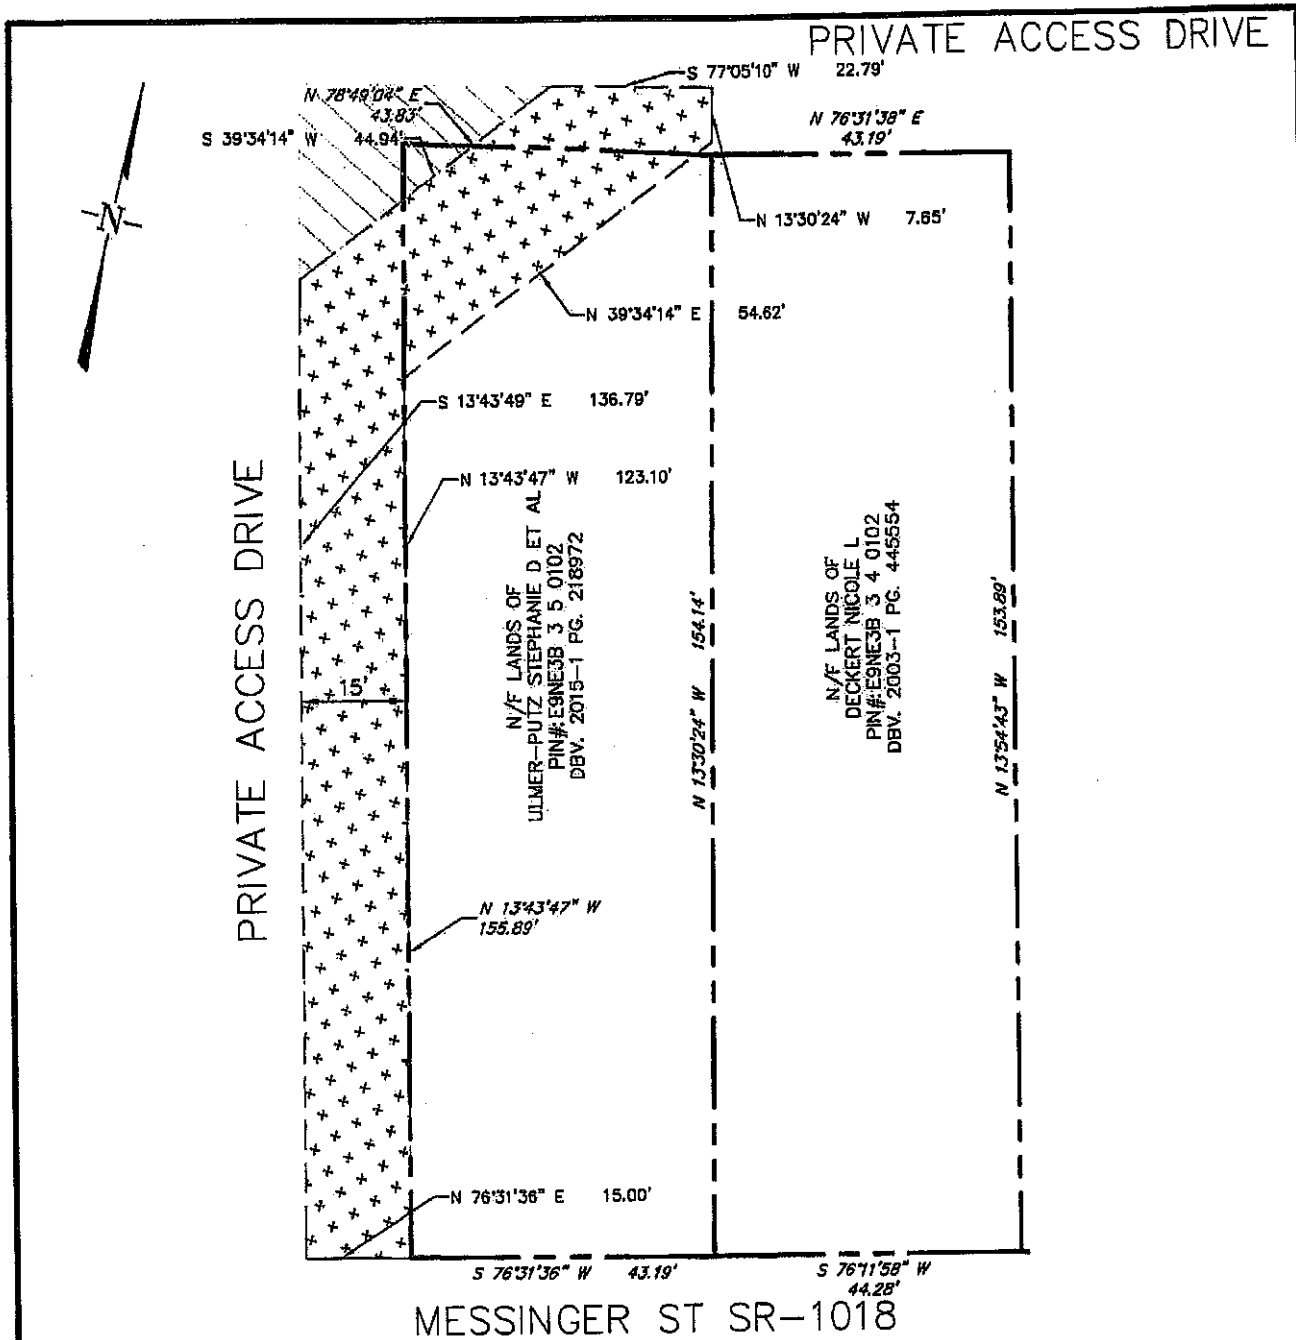 PRIVATE ACCESS DRIVE
S 77°05'10" W 22.79'
N 78°49'04" E
43.83'
N 76°31'38" E
43.19'
S 39°34'14" W 44.94'
N
N 13°30'24" W 7.65'
N 39°34'14" E 54.62'
S 13°43'49" E 136.79'
N 13°43'47" W 123.10'
PRIVATE ACCESS DRIVE
N/F LANDS OF
ULMER-PUTZ STEPHANIE D ET AL
PIN#:E9NE3B 3 5 0102
DBV. 2015-1 PG. 218972
N 13°30'24" W 154.14'
N/F LANDS OF
DECKERT NICOLE L
PIN#:E9NE3B 3 4 0102
DBV. 2003-1 PG. 445554
N 13°54'43" W 153.89'
15'
N 13°43'47" W
155.89'
N 76°31'36" E 15.00'
S 76°31'36" W 43.19'
S 76°11'58" W
44.28'
MESSINGER ST SR-1018